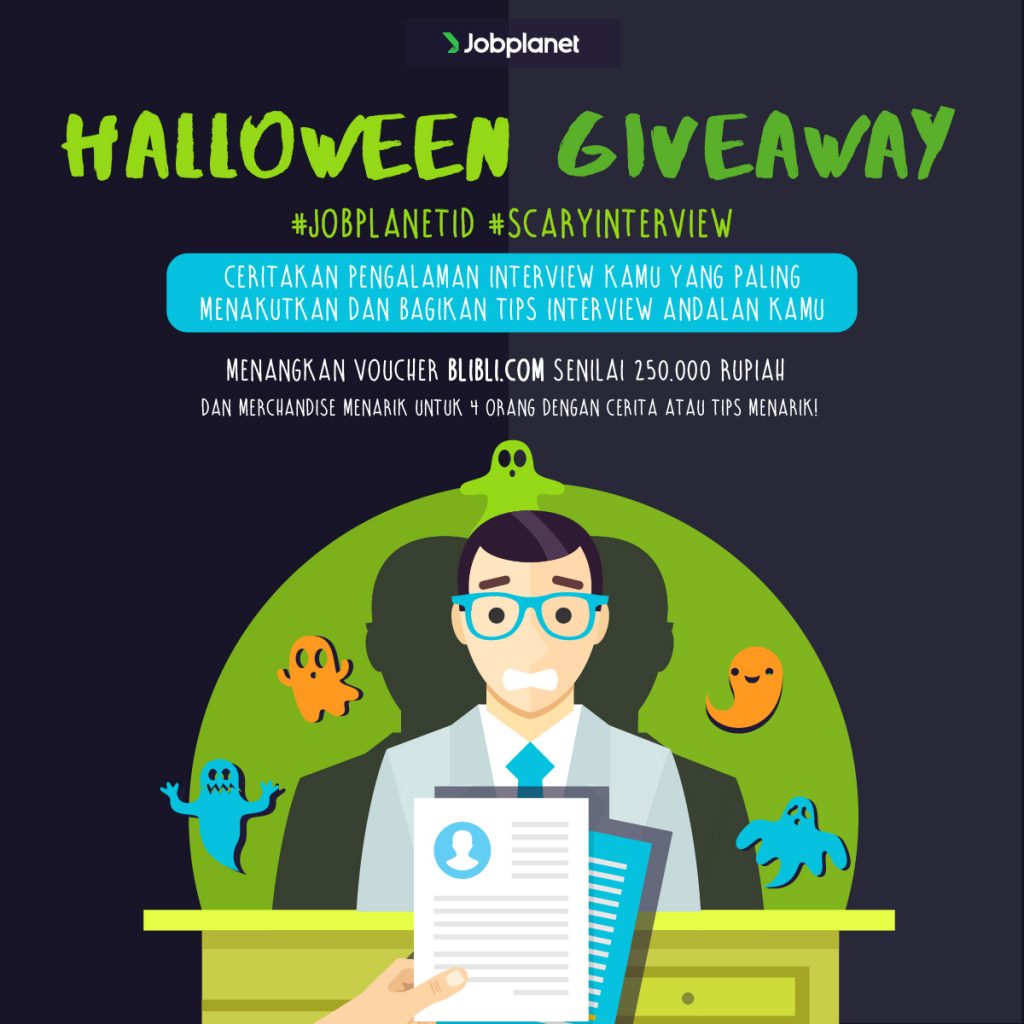 Jobplanet
HALLOWEEN GIVEAWAY
#JOBPLANETID #SCARYINTERVIEW
CERITAKAN PENGALAMAN INTERVIEW KAMU YANG PALING
MENAKUTKAN DAN BAGIKAN TIPS INTERVIEW ANDALAN KAMU
MENANGKAN VOUCHER BLIBLI.COM SENILAI 250.000 RUPIAH
DAN MERCHANDISE MENARIK UNTUK 4 ORANG DENGAN CERITA ATAU TIPS MENARIK!